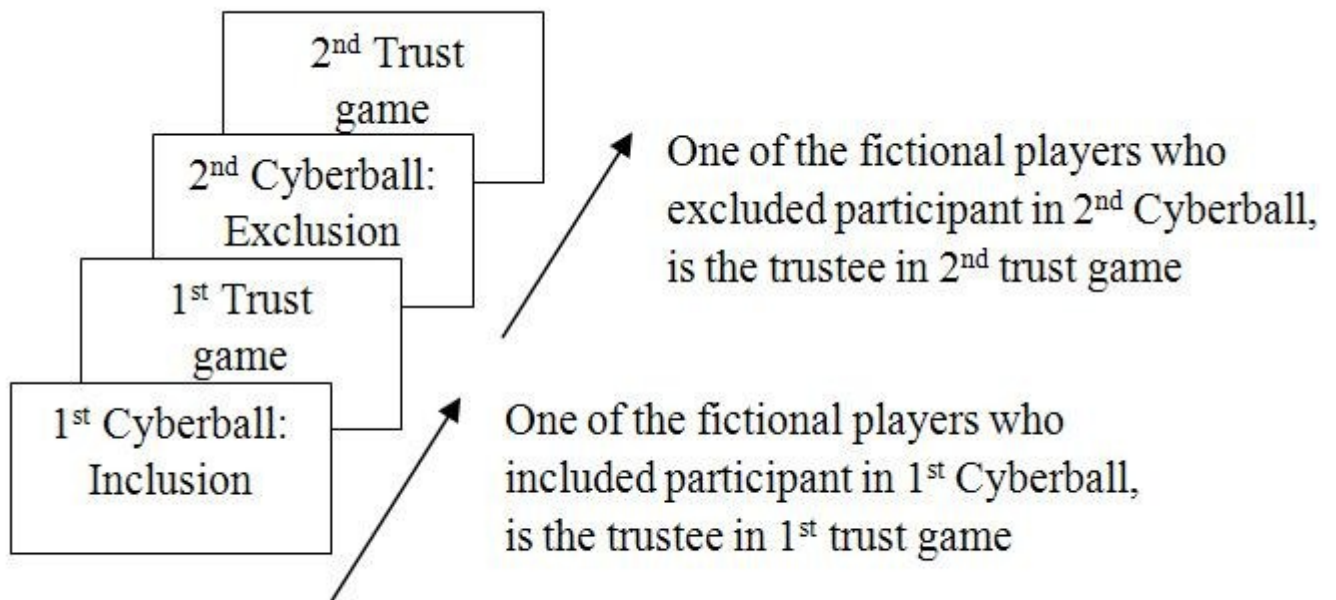 2nd Trust
game
2nd Cyberball:
Exclusion
1st Trust
game
1st Cyberball:
Inclusion
One of the fictional players who
excluded participant in 2nd Cyberball,
is the trustee in 2nd trust game
One of the fictional players who
included participant in 1st Cyberball,
is the trustee in 1st trust game